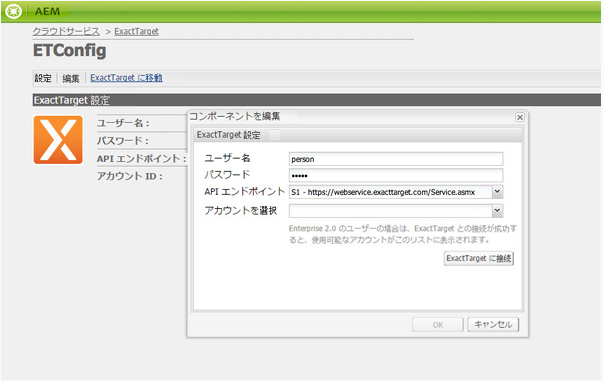 AEM
クラウドサービス > ExactTarget
ETConfig
設定 編集 ExactTarget に移動
ExactTarget 設定
ユーザー名 :
パスワード :
API エンドポイント :
アカウント ID :
コンポーネントを編集
ExactTarget 設定
ユーザー名 person
パスワード •••••
API エンドポイント S1 - https://webservice.exacttarget.com/Service.asmx
アカウントを選択
Enterprise 2.0 のユーザーの場合は、ExactTarget との接続が成功す
ると、使用可能なアカウントがこのリストに表示されます。
ExactTarget に接続
OK キャンセル